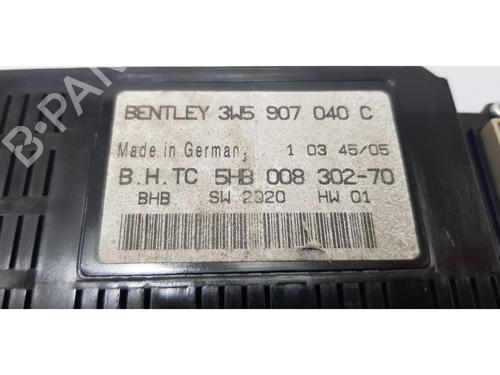 BENTLEY 3W5 907 040 C
Made in Germany 1 03 45/05
B.H.TC 5HB 008 302-70
BHB SW 2320 HW 01
B-PARTS